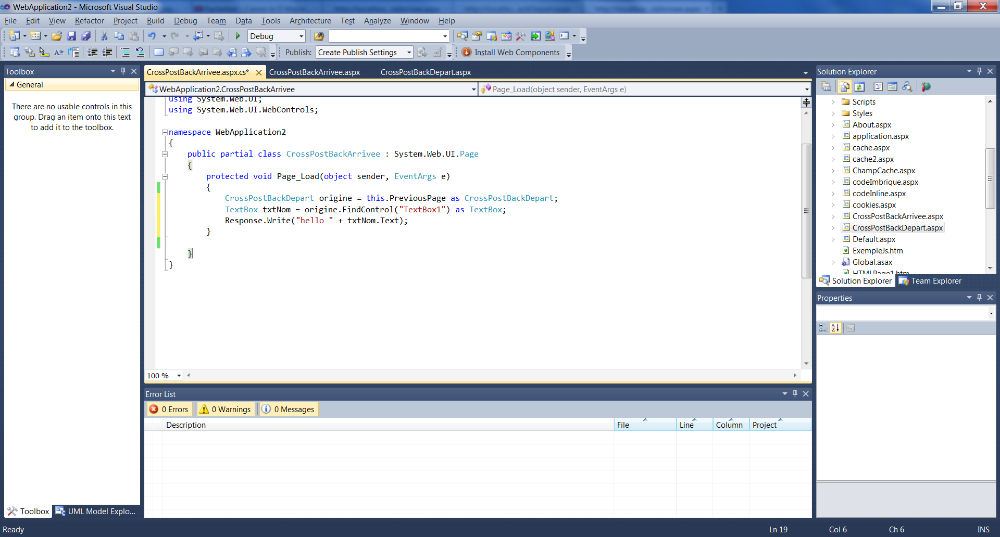 WebApplication2 - Microsoft Visual Studio
File Edit View Refactor Project Build Debug Team Data Tools Architecture Test Analyze Window Help
Debug
Publish: Create Publish Settings Install Web Components
Toolbox
General
There are no usable controls in this
group. Drag an item onto this text
to add it to the toolbox.
Toolbox UML Model Explo...
CrossPostBackArrivee.aspx.cs* CrossPostBackArrivee.aspx CrossPostBackDepart.aspx
WebApplication2.CrossPostBackArrivee Page_Load(object sender, EventArgs e)
using System.Web.UI;
using System.Web.UI.WebControls;
namespace WebApplication2
{
public partial class CrossPostBackArrivee : System.Web.UI.Page
{
protected void Page_Load(object sender, EventArgs e)
{
CrossPostBackDepart origine = this.PreviousPage as CrossPostBackDepart;
TextBox txtNom = origine.FindControl("TextBox1") as TextBox;
Response.Write("hello " + txtNom.Text);
}
}
}
100 %
Error List
0 Errors 0 Warnings 0 Messages
Description File Line Column Project
Solution Explorer
Scripts
Styles
About.aspx
application.aspx
cache.aspx
cache2.aspx
ChampCache.aspx
codeImbrique.aspx
codeInline.aspx
cookies.aspx
CrossPostBackArrivee.aspx
CrossPostBackDepart.aspx
Default.aspx
ExempleJs.htm
Global.asax
HTMLPage1.htm
Solution Explorer Team Explorer
Properties
Ready Ln 19 Col 6 Ch 6 INS